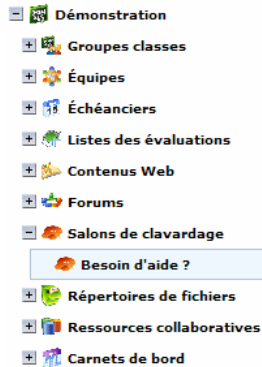 Démonstration
Groupes classes
Équipes
Échéanciers
Listes des évaluations
Contenus Web
Forums
Salons de clavardage
Besoin d'aide ?
Répertoires de fichiers
Ressources collaboratives
Carnets de bord